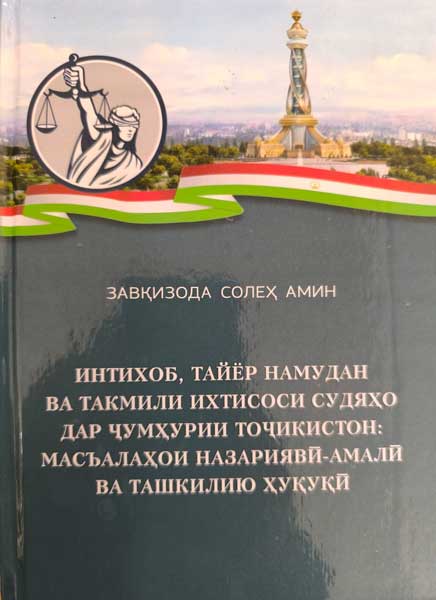 ЗАВҚИЗОДА СОЛЕҲ АМИН
ИНТИХОБ, ТАЙЁР НАМУДАН
ВА ТАКМИЛИ ИХТИСОСИ СУДЯҲО
ДАР ҶУМҲУРИИ ТОҶИКИСТОН:
МАСЪАЛАҲОИ НАЗАРИЯВӢ-АМАЛӢ
ВА ТАШКИЛИЮ ҲУҚУҚӢ